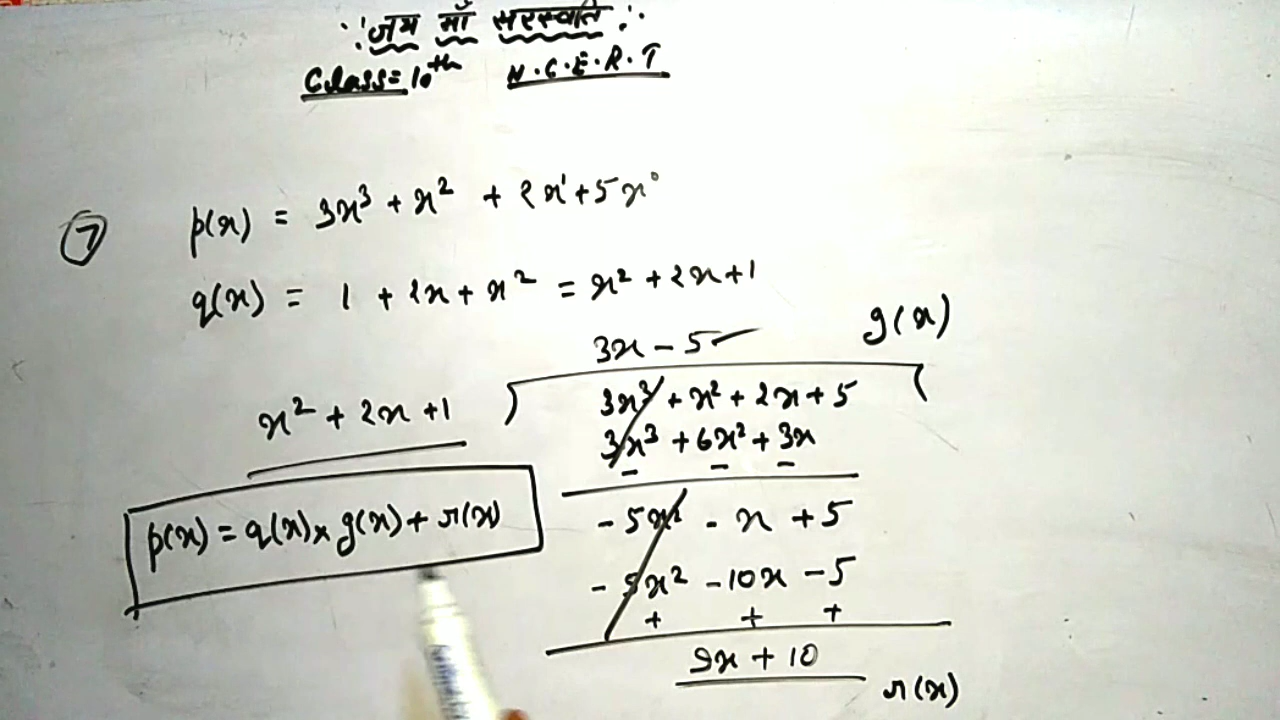 ∴ जय माँ सरस्वति ∴
Class = 10th N.C.E.R.T
⑦ p(x) = 3x³ + x² + 2x¹ + 5x⁰
q(x) = 1 + 2x + x² = x² + 2x + 1
3x - 5 g(x)
x² + 2x + 1 ) 3x³ + x² + 2x + 5
3x³ + 6x² + 3x
- - -
- 5x² - x + 5
- 5x² - 10x - 5
+ + +
9x + 10 r(x)
p(x) = q(x) × g(x) + r(x)